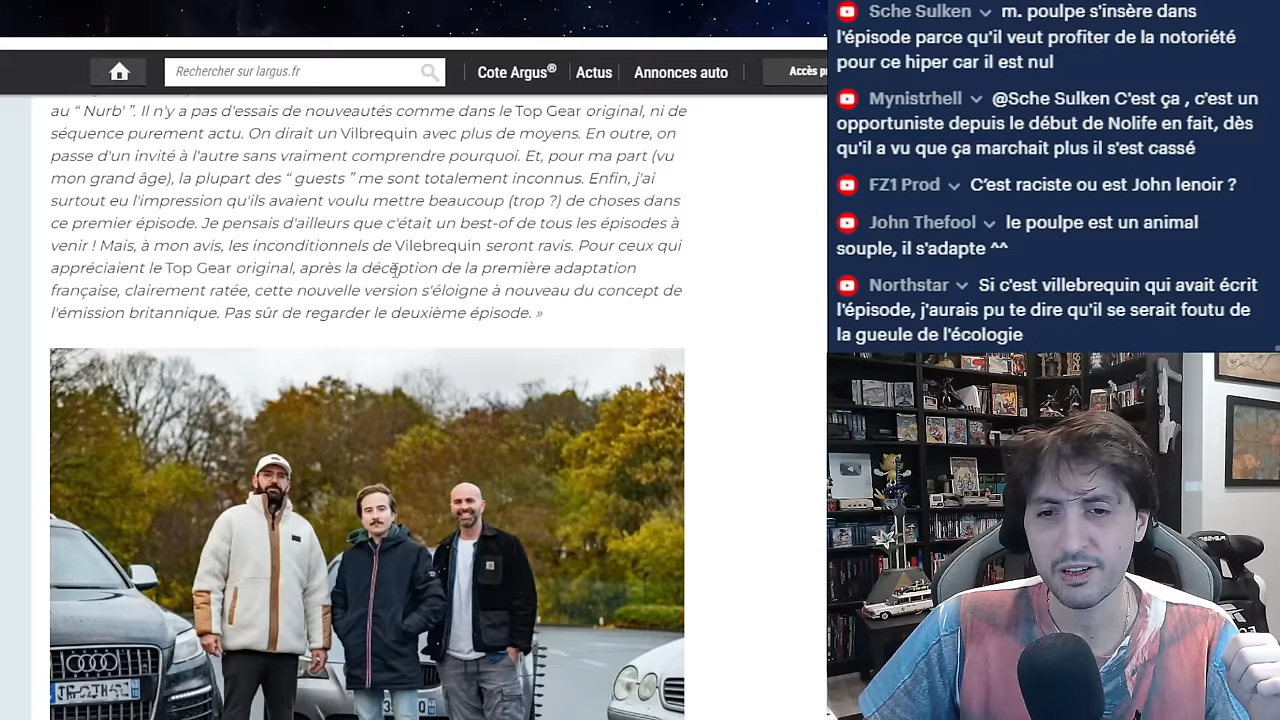 Rechercher sur largus.fr
Cote Argus® Actus Annonces auto Accès p
au “ Nurb’ ”. Il n'y a pas d'essais de nouveautés comme dans le Top Gear original, ni de
séquence purement actu. On dirait un Vilbrequin avec plus de moyens. En outre, on
passe d'un invité à l'autre sans vraiment comprendre pourquoi. Et, pour ma part (vu
mon grand âge), la plupart des “ guests ” me sont totalement inconnus. Enfin, j'ai
surtout eu l'impression qu'ils avaient voulu mettre beaucoup (trop ?) de choses dans
ce premier épisode. Je pensais d'ailleurs que c'était un best-of de tous les épisodes à
venir ! Mais, à mon avis, les inconditionnels de Vilebrequin seront ravis. Pour ceux qui
appréciaient le Top Gear original, après la déception de la première adaptation
française, clairement ratée, cette nouvelle version s'éloigne à nouveau du concept de
l'émission britannique. Pas sûr de regarder le deuxième épisode. »
Sche Sulken m. poulpe s'insère dans
l'épisode parce qu'il veut profiter de la notoriété
pour ce hiper car il est nul
Mynistrhell @Sche Sulken C'est ça , c'est un
opportuniste depuis le début de Nolife en fait, dès
qu'il a vu que ça marchait plus il s'est cassé
FZ1 Prod C’est raciste ou est John lenoir ?
John Thefool le poulpe est un animal
souple, il s'adapte ^^
Northstar Si c'est villebrequin qui avait écrit
l'épisode, j'aurais pu te dire qu'il se serait foutu de
la gueule de l'écologie